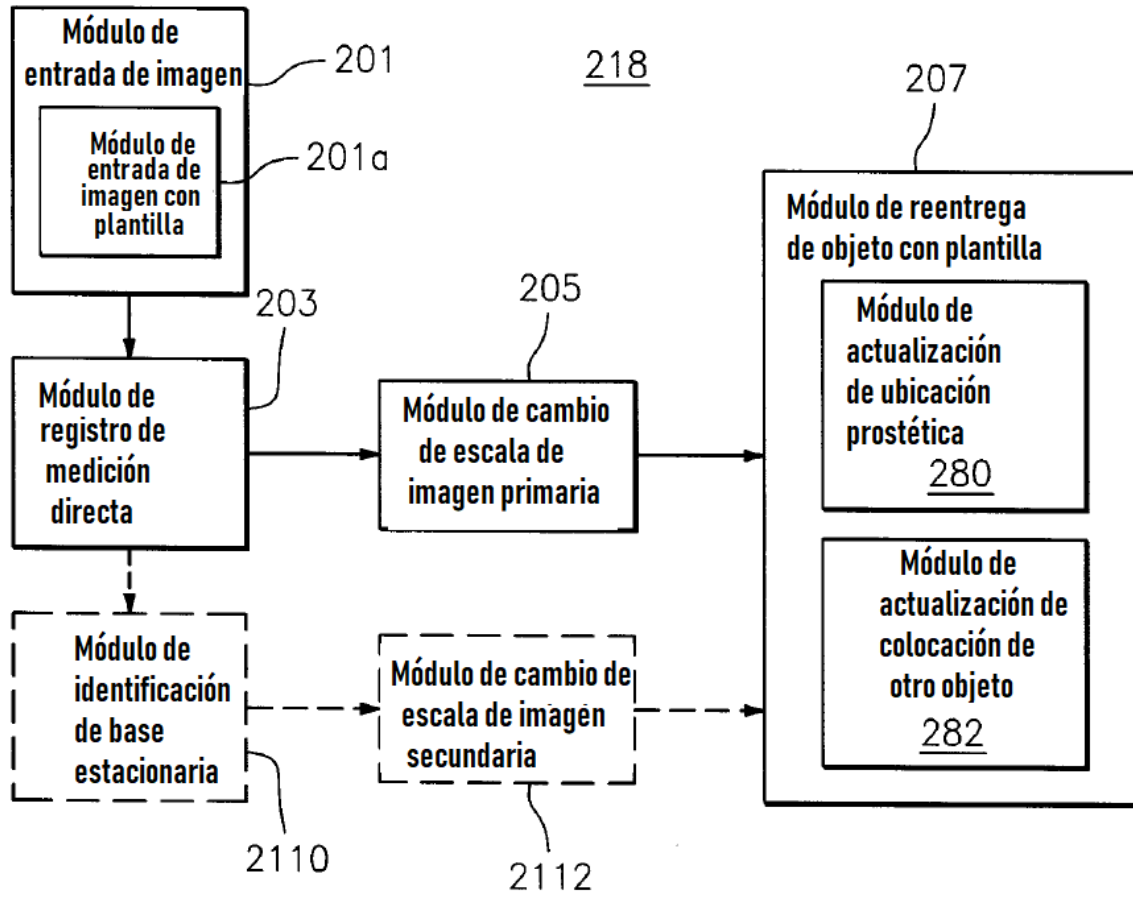 Módulo de
entrada de imagen
201
218
207
Módulo de
entrada de
imagen con
plantilla
201a
Módulo de reentrega
de objeto con plantilla
203
205
Módulo de
actualización
de ubicación
prostética
280
Módulo de
registro de
medición
directa
Módulo de cambio
de escala de
imagen primaria
Módulo de
actualización de
colocación de
otro objeto
282
Módulo de
identificación
de base
estacionaria
Módulo de cambio de
escala de imagen
secundaria
2110
2112